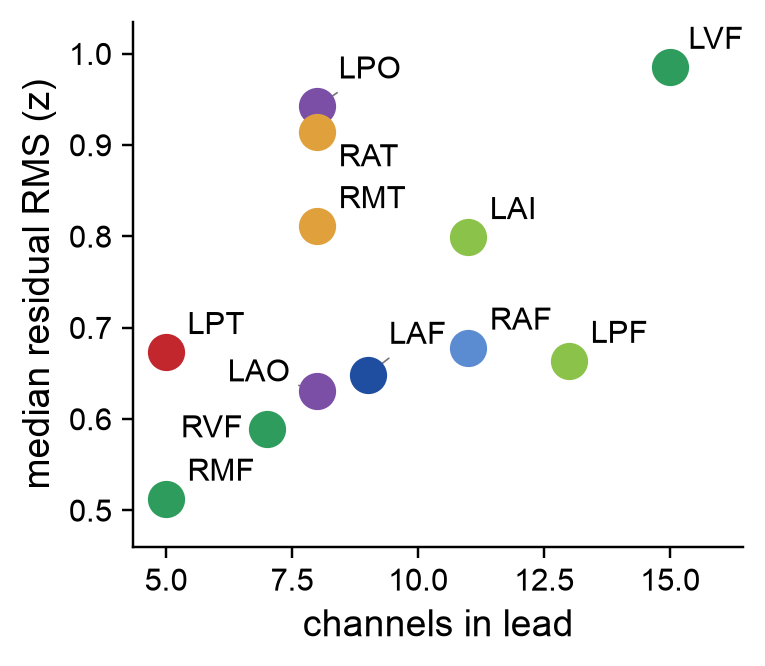 LVF
1.0
LPO
0.9
RAT
RMT
LAI
0.8
median residual RMS (z)
0.7
LPT
LAF
RAF
LPF
LAO
0.6
RVF
RMF
0.5
5.0 7.5 10.0 12.5 15.0
channels in lead